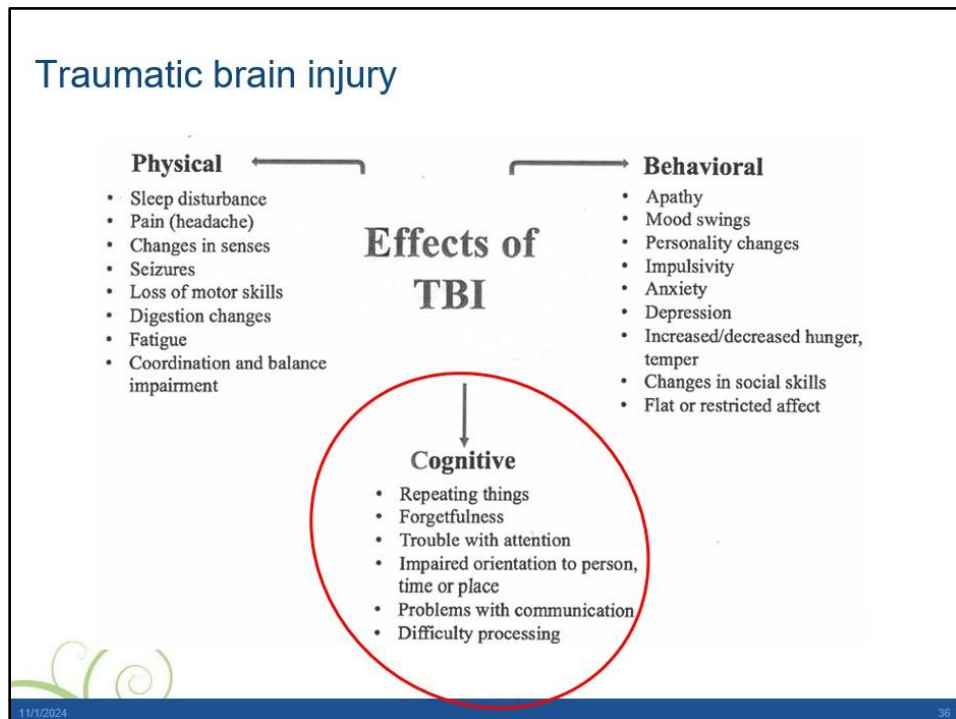 Traumatic brain injury
Physical
• Sleep disturbance
• Pain (headache)
• Changes in senses
• Seizures
• Loss of motor skills
• Digestion changes
• Fatigue
• Coordination and balance
impairment
Effects of
TBI
Behavioral
• Apathy
• Mood swings
• Personality changes
• Impulsivity
• Anxiety
• Depression
• Increased/decreased hunger,
temper
• Changes in social skills
• Flat or restricted affect
Cognitive
• Repeating things
• Forgetfulness
• Trouble with attention
• Impaired orientation to person,
time or place
• Problems with communication
• Difficulty processing
11/1/2024
36